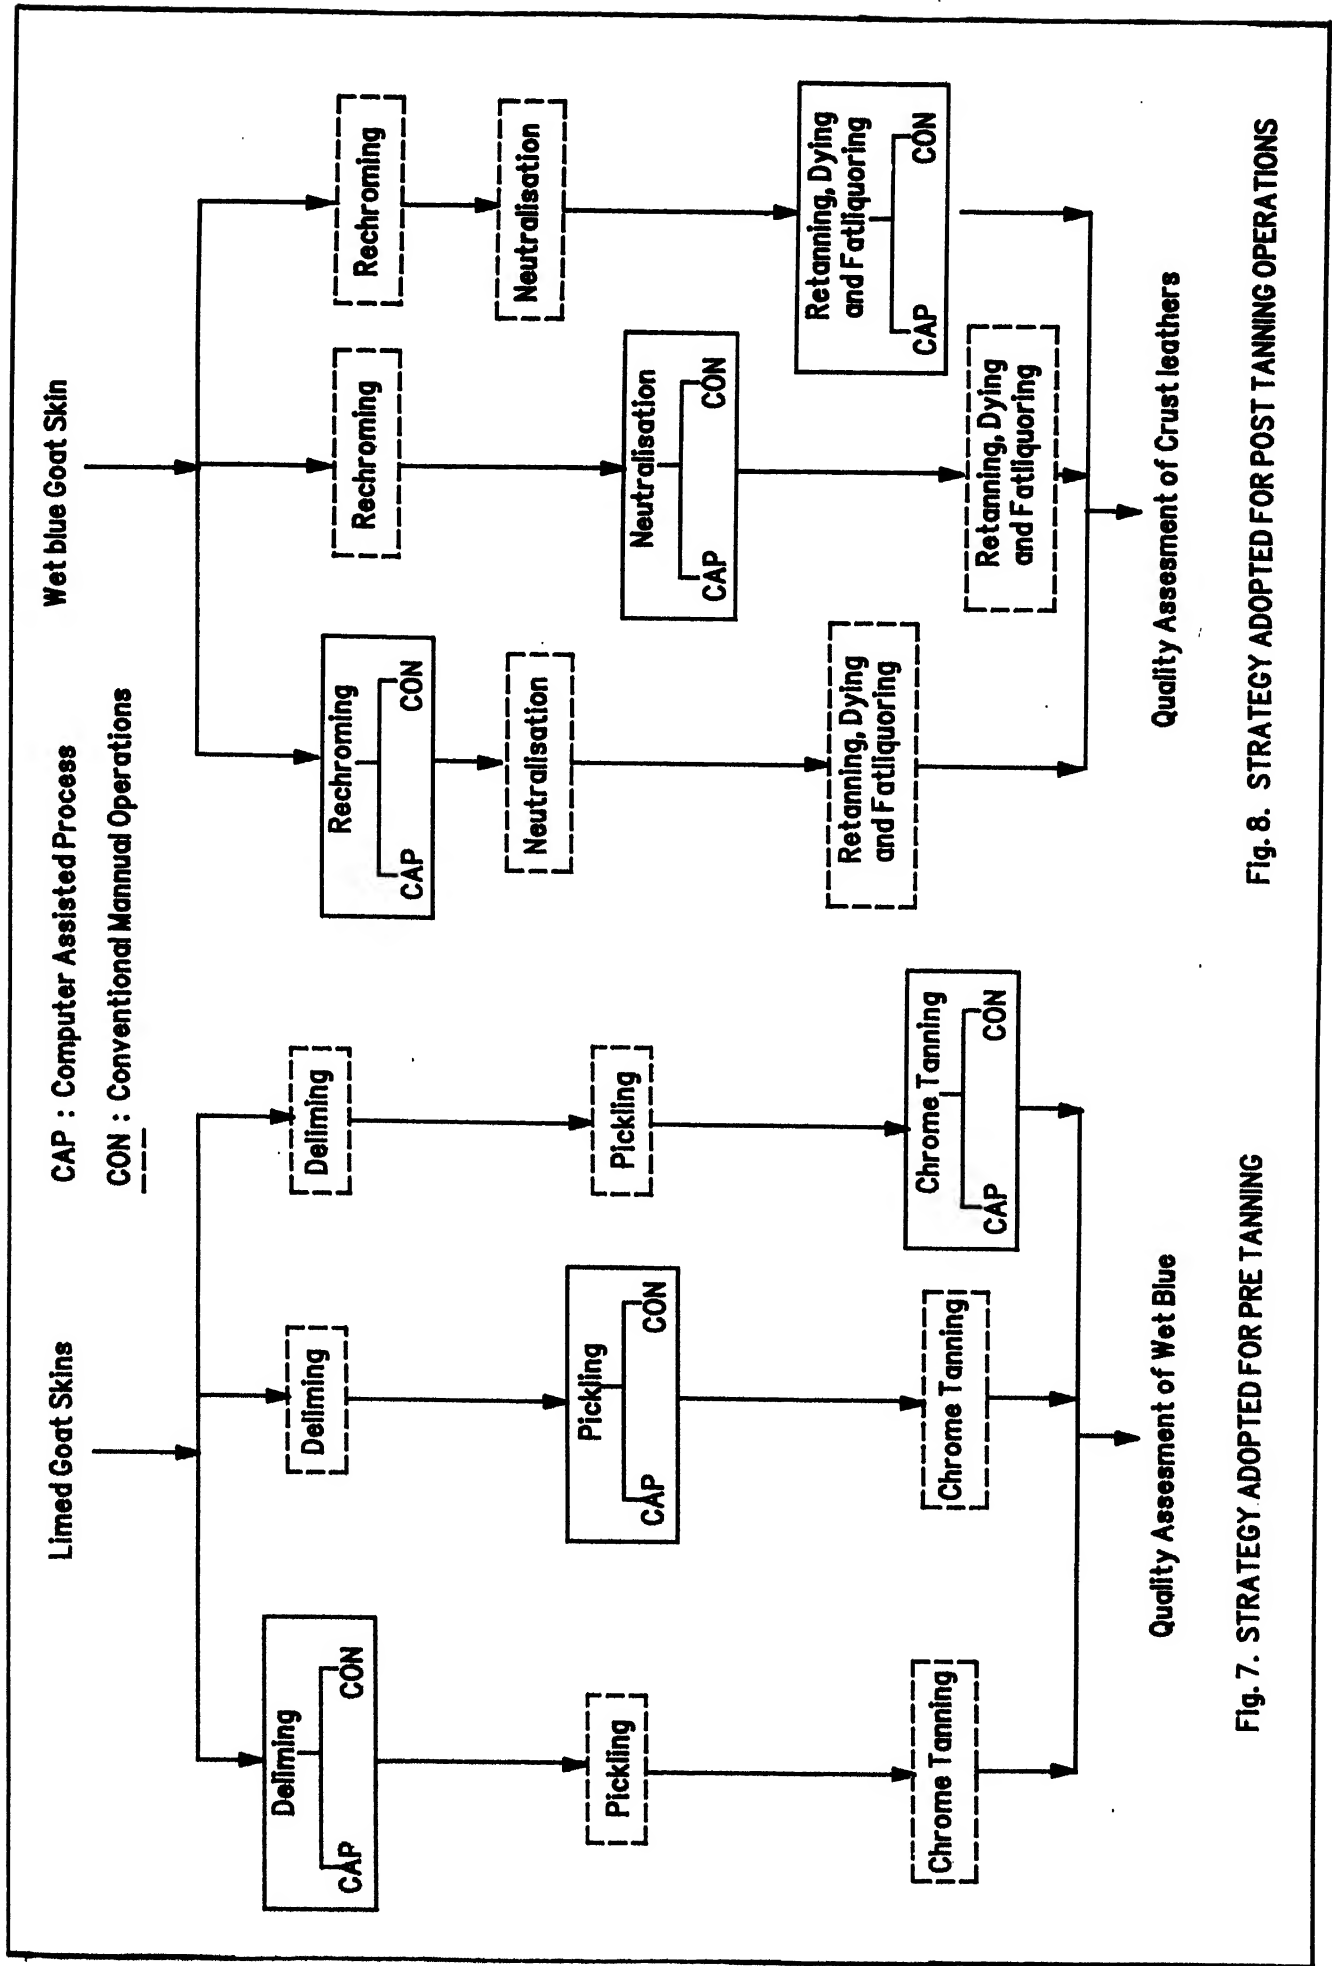 CAP : Computer Assisted Process
CON : Conventional Mannual Operations
Limed Goat Skins
Deliming
CAP
CON
Pickling
Chrome Tanning
Deliming
Pickling
CAP
CON
Chrome Tanning
Deliming
Pickling
Chrome Tanning
CAP
CON
Quality Assesment of Wet Blue
Fig. 7. STRATEGY ADOPTED FOR PRE TANNING
Wet blue Goat Skin
Rechroming
CAP
CON
Neutralisation
Retanning, Dying
and Fatliquoring
Rechroming
Neutralisation
CAP
CON
Retanning, Dying
and Fatliquoring
Rechroming
Neutralisation
Retanning, Dying
and Fatliquoring
CAP
CON
Quality Assesment of Crust leathers
Fig. 8. STRATEGY ADOPTED FOR POST TANNING OPERATIONS